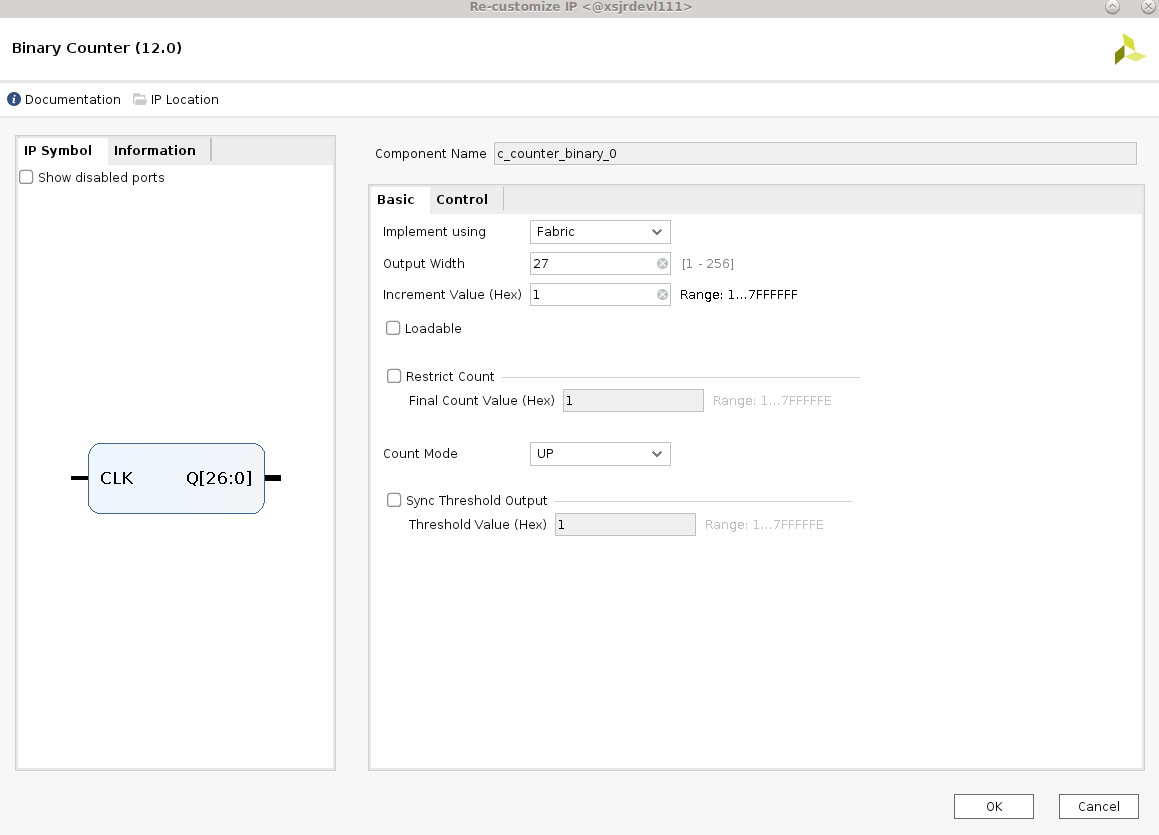 Re-customize IP <@xsjrdevl111>
Binary Counter (12.0)
Documentation IP Location
IP Symbol Information
Show disabled ports
CLK Q[26:0]
Component Name c_counter_binary_0
Basic Control
Implement using Fabric
Output Width 27 [1 - 256]
Increment Value (Hex) 1 Range: 1...7FFFFFF
Loadable
Restrict Count
Final Count Value (Hex) 1 Range: 1...7FFFFFE
Count Mode UP
Sync Threshold Output
Threshold Value (Hex) 1 Range: 1...7FFFFFE
OK Cancel